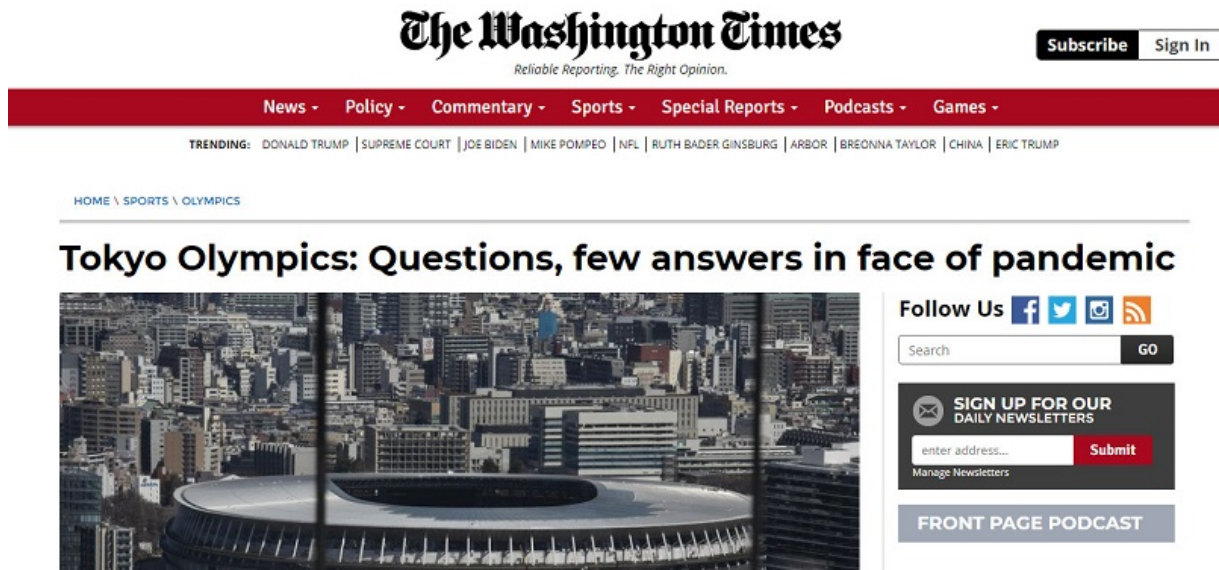 The Washington Times
Reliable Reporting. The Right Opinion.
Subscribe Sign In
News Policy Commentary Sports Special Reports Podcasts Games
TRENDING: DONALD TRUMP | SUPREME COURT | JOE BIDEN | MIKE POMPEO | NFL | RUTH BADER GINSBURG | ARBOR | BREONNA TAYLOR | CHINA | ERIC TRUMP
HOME \ SPORTS \ OLYMPICS
Tokyo Olympics: Questions, few answers in face of pandemic
Follow Us
Search GO
SIGN UP FOR OUR
DAILY NEWSLETTERS
enter address... Submit
Manage Newsletters
FRONT PAGE PODCAST